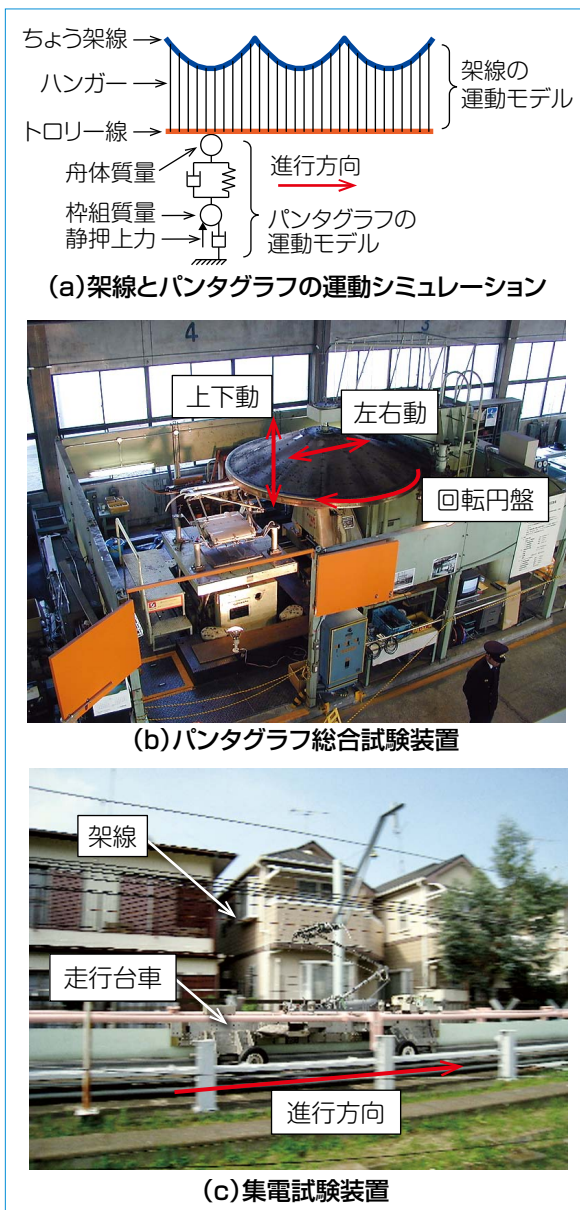 ちょう架線
ハンガー
トロリー線
架線の
運動モデル
舟体質量
枠組質量
静押上力
進行方向
パンタグラフの
運動モデル
(a)架線とパンタグラフの運動シミュレーション
4
3
上下動
左右動
回転円盤
(b)パンタグラフ総合試験装置
架線
走行台車
進行方向
(c)集電試験装置